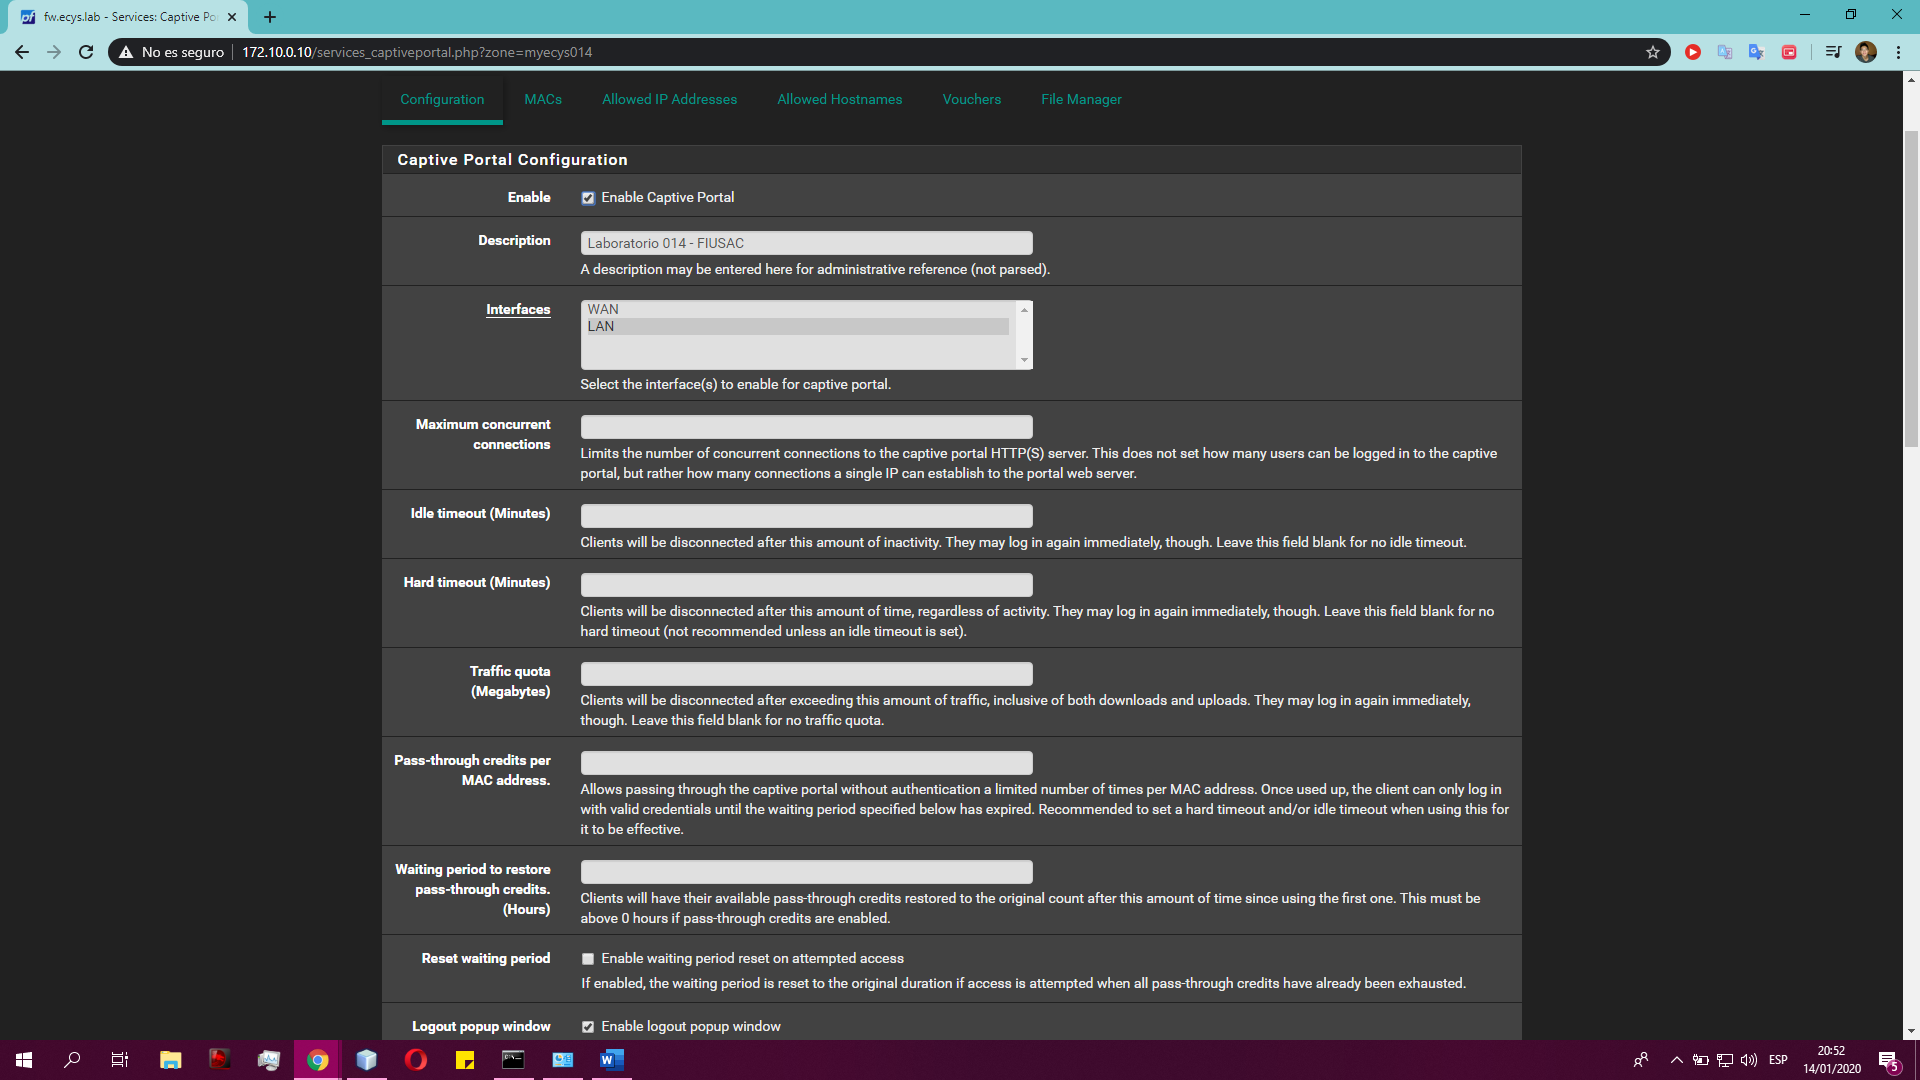 fw.ecys.lab - Services: Captive Po
No es seguro
172.10.0.10/services_captiveportal.php?zone=myecys014
Configuration
MACs
Allowed IP Addresses
Allowed Hostnames
Vouchers
File Manager
Captive Portal Configuration
Enable
Enable Captive Portal
Description
Laboratorio 014 - FIUSAC
A description may be entered here for administrative reference (not parsed).
Interfaces
WAN
LAN
Select the interface(s) to enable for captive portal.
Maximum concurrent
connections
Limits the number of concurrent connections to the captive portal HTTP(S) server. This does not set how many users can be logged in to the captive
portal, but rather how many connections a single IP can establish to the portal web server.
Idle timeout (Minutes)
Clients will be disconnected after this amount of inactivity. They may log in again immediately, though. Leave this field blank for no idle timeout.
Hard timeout (Minutes)
Clients will be disconnected after this amount of time, regardless of activity. They may log in again immediately, though. Leave this field blank for no
hard timeout (not recommended unless an idle timeout is set).
Traffic quota
(Megabytes)
Clients will be disconnected after exceeding this amount of traffic, inclusive of both downloads and uploads. They may log in again immediately,
though. Leave this field blank for no traffic quota.
Pass-through credits per
MAC address.
Allows passing through the captive portal without authentication a limited number of times per MAC address. Once used up, the client can only log in
with valid credentials until the waiting period specified below has expired. Recommended to set a hard timeout and/or idle timeout when using this for
it to be effective.
Waiting period to restore
pass-through credits.
(Hours)
Clients will have their available pass-through credits restored to the original count after this amount of time since using the first one. This must be
above 0 hours if pass-through credits are enabled.
Reset waiting period
Enable waiting period reset on attempted access
If enabled, the waiting period is reset to the original duration if access is attempted when all pass-through credits have already been exhausted.
Logout popup window
Enable logout popup window
ESP
20:52
14/01/2020
5